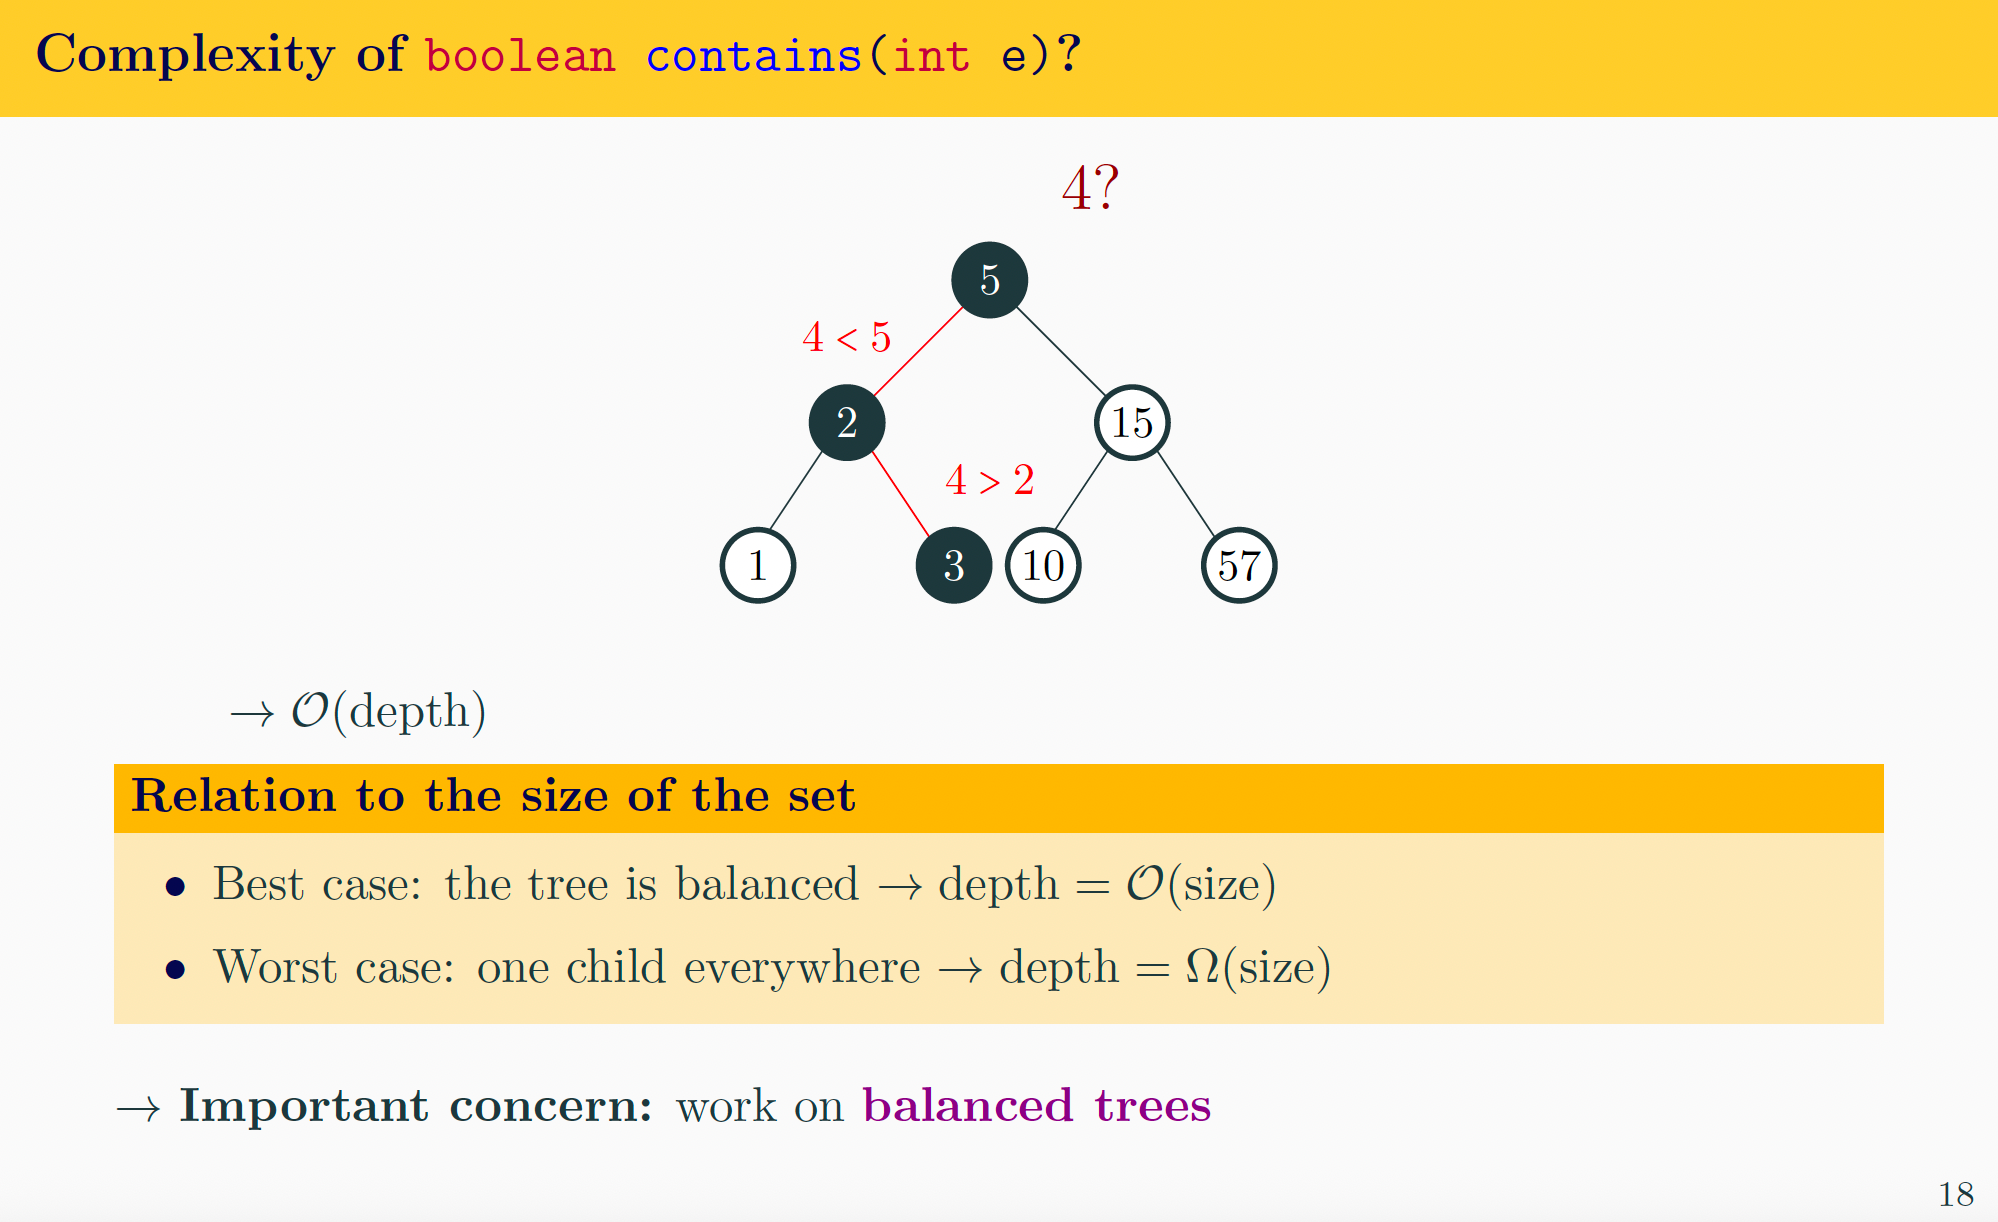 Complexity of boolean contains(int e)?
4?
5
4 < 5
2
15
4 > 2
1
3
10
57
→ O(depth)
Relation to the size of the set
• Best case: the tree is balanced → depth = O(size)
• Worst case: one child everywhere → depth = Ω(size)
→ Important concern: work on balanced trees
18